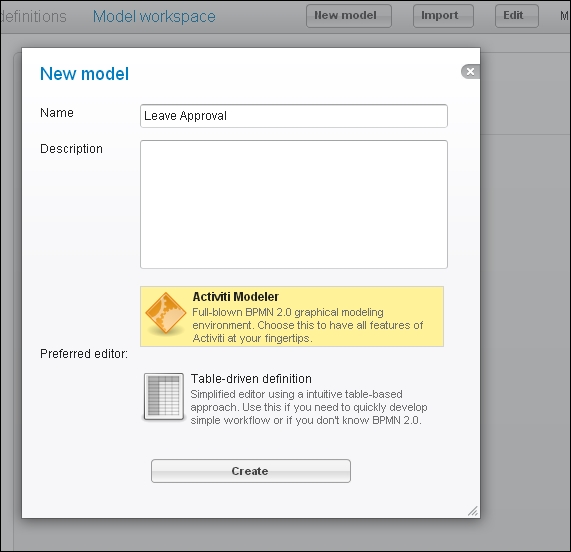 definitions Model workspace New model Import Edit M
New model
Name Leave Approval
Description
Activiti Modeler
Full-blown BPMN 2.0 graphical modeling
environment. Choose this to have all features of
Activiti at your fingertips.
Preferred editor:
Table-driven definition
Simplified editor using a intuitive table-based
approach. Use this if you need to quickly develop
simple workflow or if you don't know BPMN 2.0.
Create